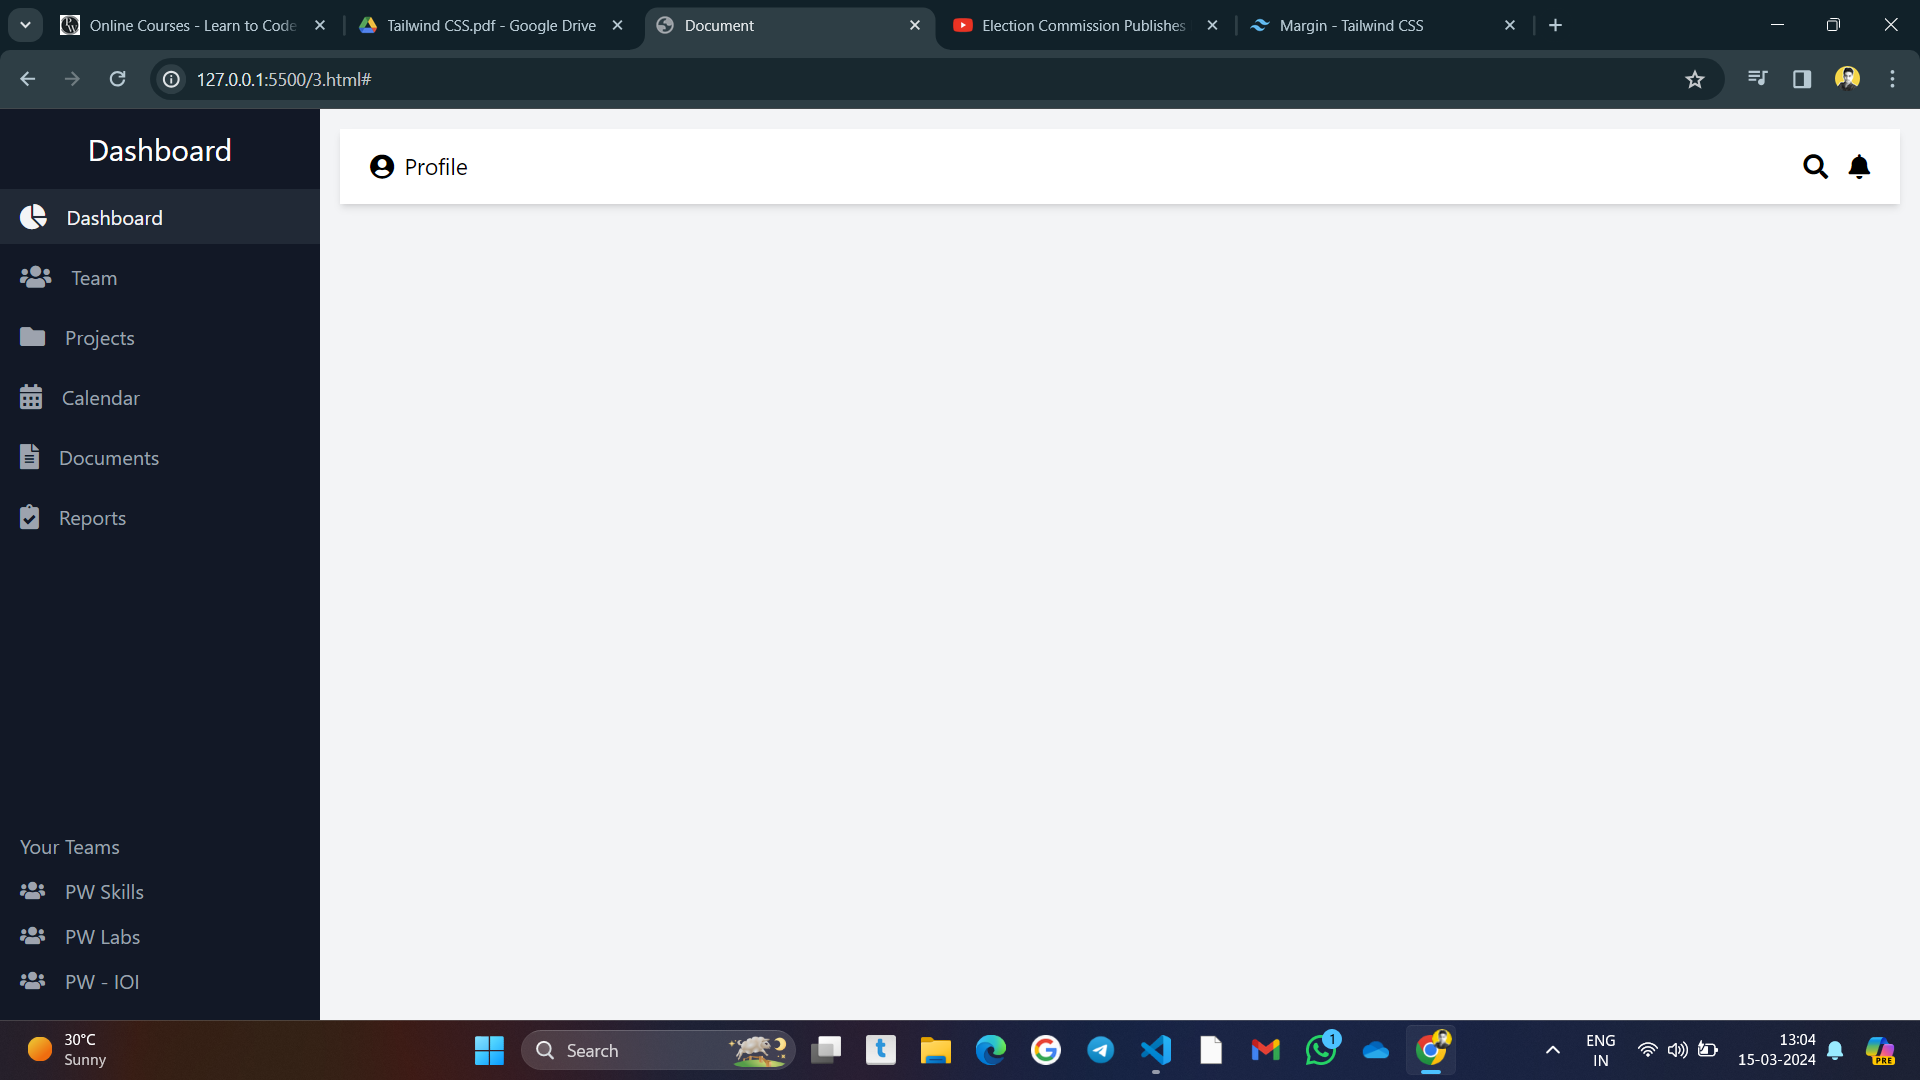 Online Courses - Learn to Code
Tailwind CSS.pdf - Google Drive
Document
Election Commission Publishes
Margin - Tailwind CSS
127.0.0.1:5500/3.html#
Dashboard
Profile
Dashboard
Team
Projects
Calendar
Documents
Reports
Your Teams
PW Skills
PW Labs
PW - IOI
30°C
Sunny
Search
t
1
PRE
ENG
IN
13:04
15-03-2024